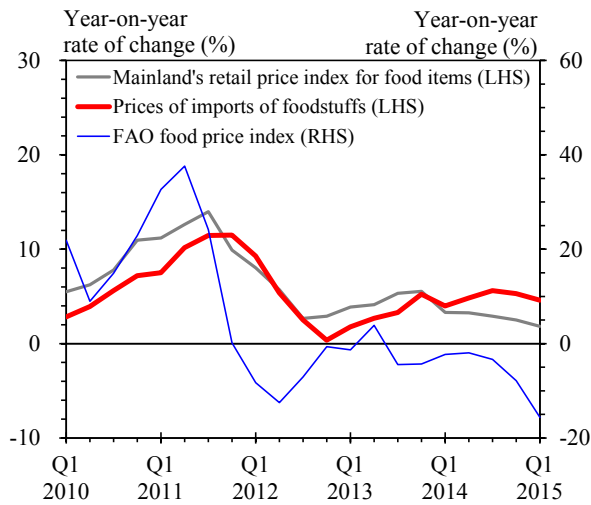 Year-on-year
rate of change (%)
Year-on-year
rate of change (%)
30
20
10
0
-10
60
40
20
0
-20
Mainland's retail price index for food items (LHS)
Prices of imports of foodstuffs (LHS)
FAO food price index (RHS)
Q1 Q1 Q1 Q1 Q1 Q1
2010 2011 2012 2013 2014 2015